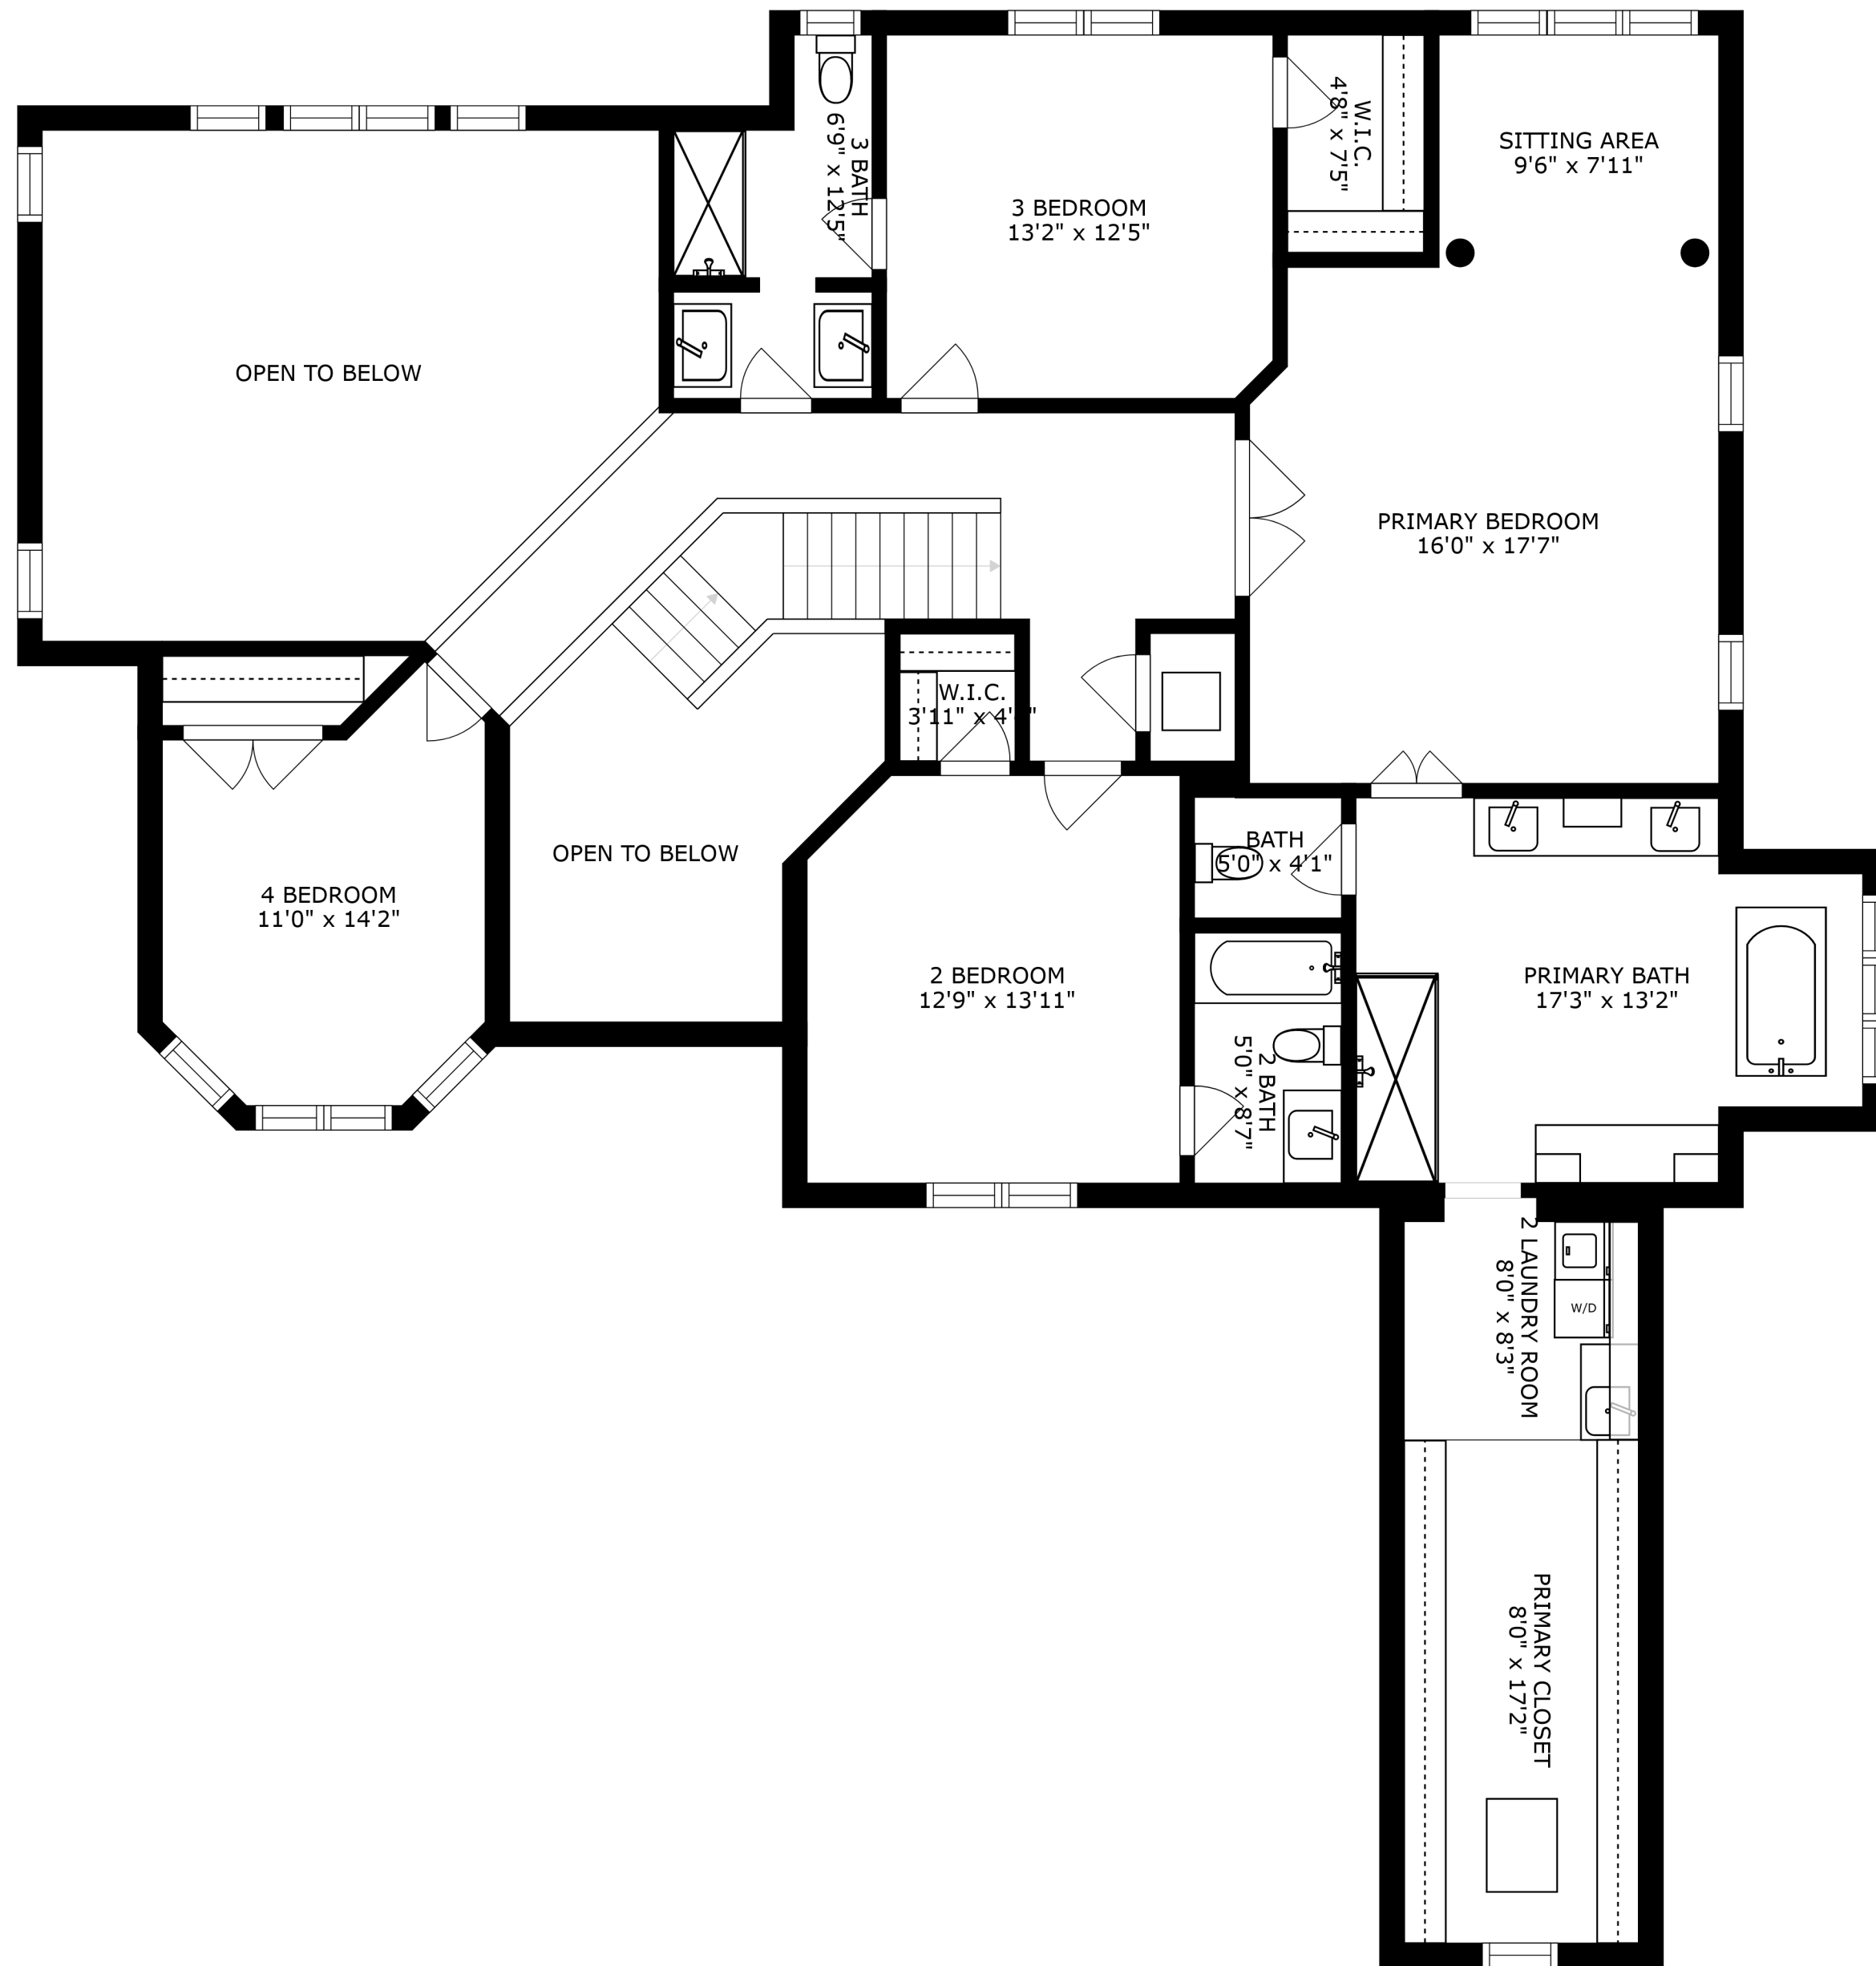 3 BATH
6'9" x 12'5"
3 BEDROOM
13'2" x 12'5"
W.I.C.
4'8" x 7'5"
SITTING AREA
9'6" x 7'11"
OPEN TO BELOW
PRIMARY BEDROOM
16'0" x 17'7"
W.I.C.
3'11" x 4'
OPEN TO BELOW
BATH
5'0" x 4'1"
4 BEDROOM
11'0" x 14'2"
2 BEDROOM
12'9" x 13'11"
PRIMARY BATH
17'3" x 13'2"
2 BATH
5'0" x 8'7"
2 LAUNDRY ROOM
8'0" x 8'3"
W/D
PRIMARY CLOSET
8'0" x 17'2"